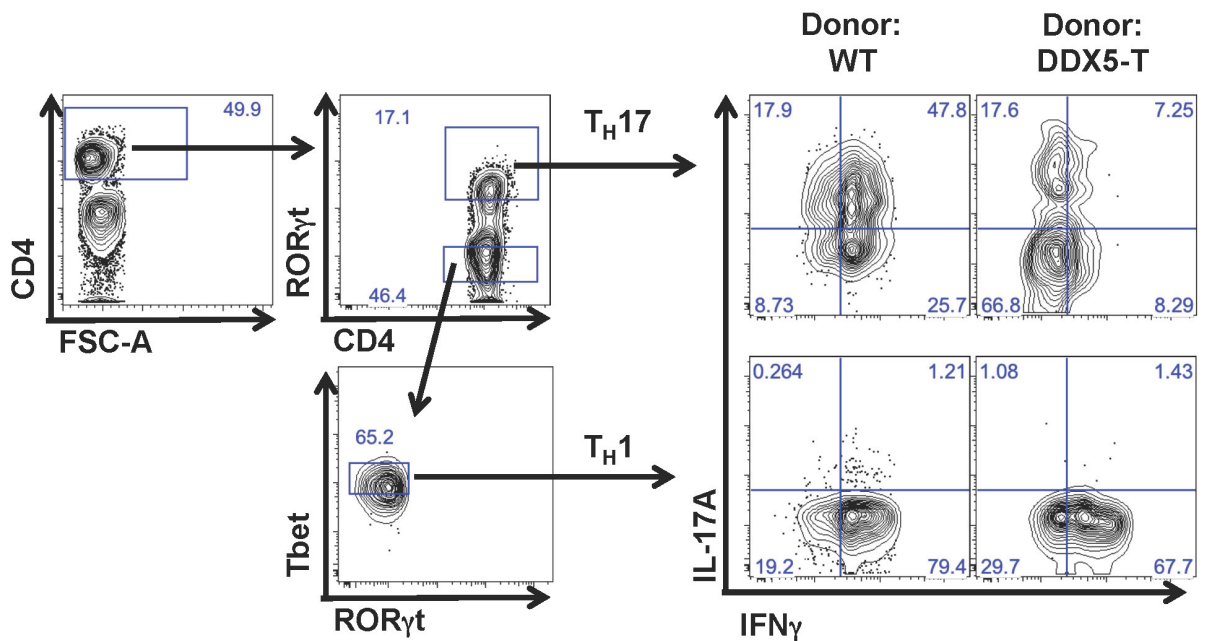 Donor:
WT
Donor:
DDX5-T
CD4
49.9
FSC-A
RORγt
17.1
46.4
CD4
TH17
17.9
47.8
8.73
25.7
17.6
7.25
66.8
8.29
Tbet
65.2
RORγt
TH1
IL-17A
0.264
1.21
19.2
79.4
1.08
1.43
29.7
67.7
IFNγ